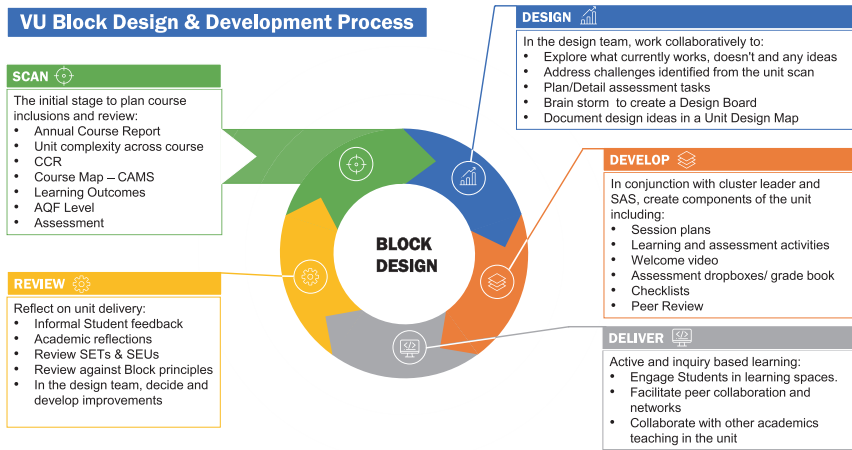 VU Block Design & Development Process
SCAN
The initial stage to plan course
inclusions and review:
• Annual Course Report
• Unit complexity across course
• CCR
• Course Map – CAMS
• Learning Outcomes
• AQF Level
• Assessment
REVIEW
Reflect on unit delivery:
• Informal Student feedback
• Academic reflections
• Review SETs & SEUs
• Review against Block principles
• In the design team, decide and
develop improvements
BLOCK
DESIGN
DESIGN
In the design team, work collaboratively to:
• Explore what currently works, doesn't and any ideas
• Address challenges identified from the unit scan
• Plan/Detail assessment tasks
• Brain storm to create a Design Board
• Document design ideas in a Unit Design Map
DEVELOP
In conjunction with cluster leader and
SAS, create components of the unit
including:
• Session plans
• Learning and assessment activities
• Welcome video
• Assessment dropboxes/ grade book
• Checklists
• Peer Review
DELIVER
Active and inquiry based learning:
• Engage Students in learning spaces.
• Facilitate peer collaboration and
networks
• Collaborate with other academics
teaching in the unit